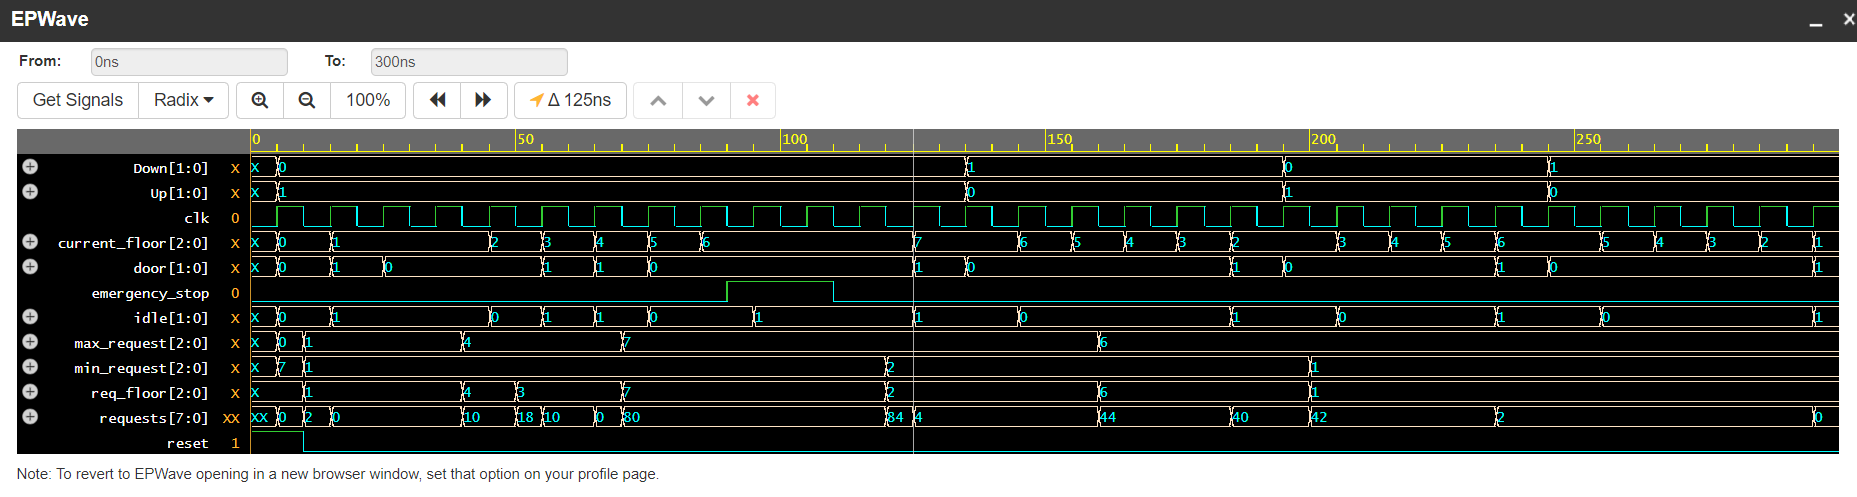 EPWave
From: 0ns To: 300ns
Get Signals Radix 100% Δ 125ns
0 50 100 150 200 250
Down[1:0] X X 0 1 0 1
Up[1:0] X X 1 0 1 0
clk 0
current_floor[2:0] X X 0 1 2 3 4 5 6 7 6 5 4 3 2 3 4 5 6 5 4 3 2 1
door[1:0] X X 0 1 0 1 1 0 1 0 1 0 1 0 1
emergency_stop 0
idle[1:0] X X 0 1 0 1 1 0 1 1 0 1 0 1 0 1
max_request[2:0] X X 0 1 4 7 6
min_request[2:0] X X 7 1 2 1
req_floor[2:0] X X 1 4 3 7 2 6 1
requests[7:0] XX XX 0 2 0 10 18 10 0 80 84 4 44 40 42 2 0
reset 1
Note: To revert to EPWave opening in a new browser window, set that option on your profile page.